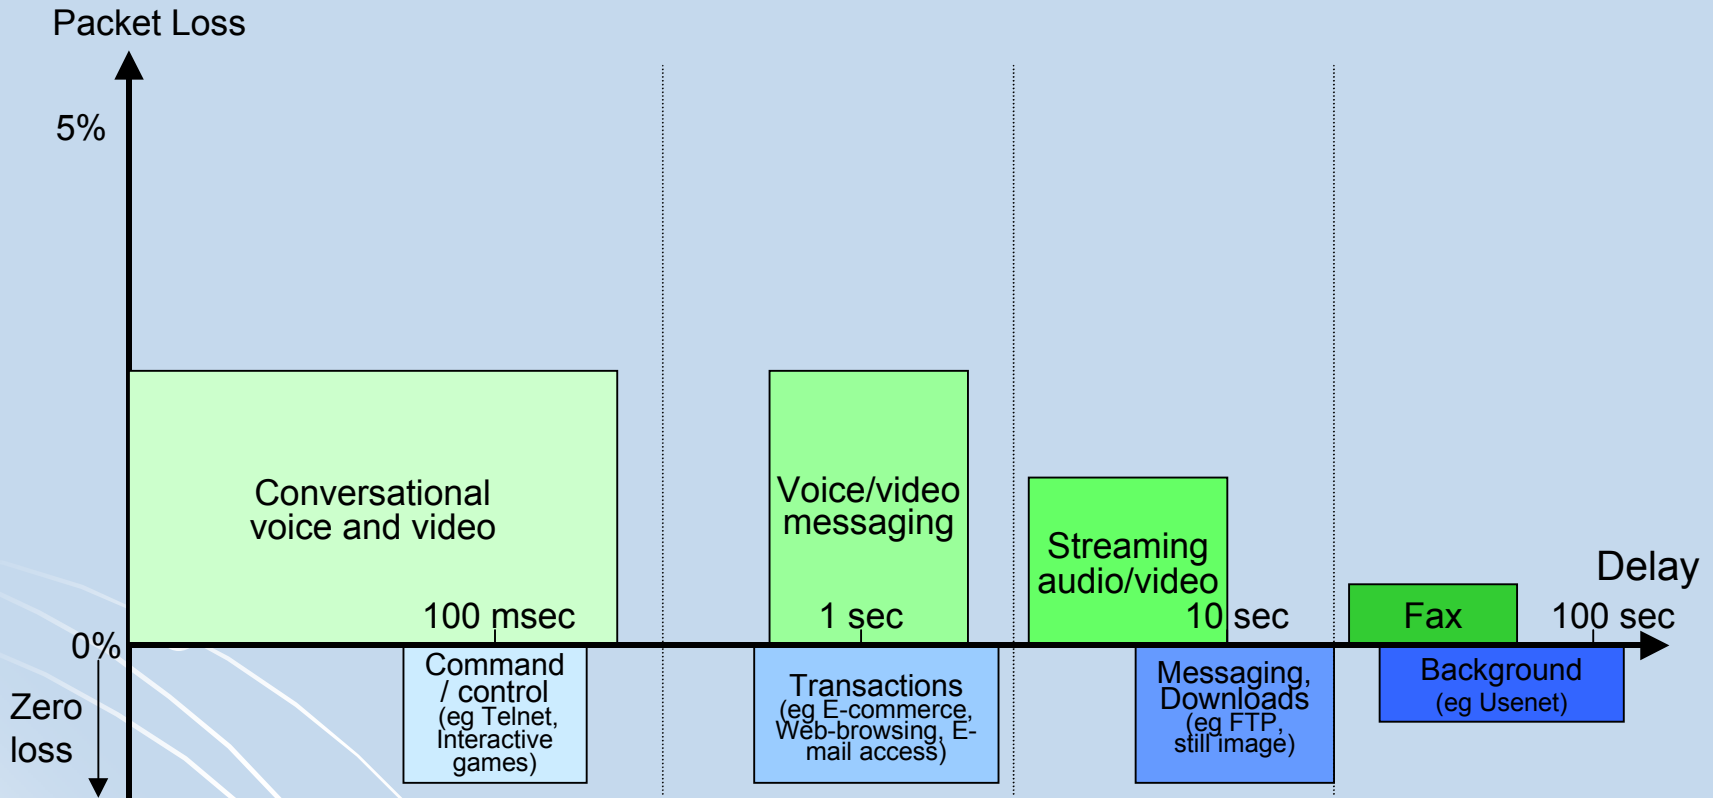 Packet Loss
5%
Conversational
voice and video
Voice/video
messaging
Streaming
audio/video
Delay
100 msec
1 sec
10 sec
Fax
100 sec
0%
Zero
loss
Command
/ control
(eg Telnet,
Interactive
games)
Transactions
(eg E-commerce,
Web-browsing, E-
mail access)
Messaging,
Downloads
(eg FTP,
still image)
Background
(eg Usenet)